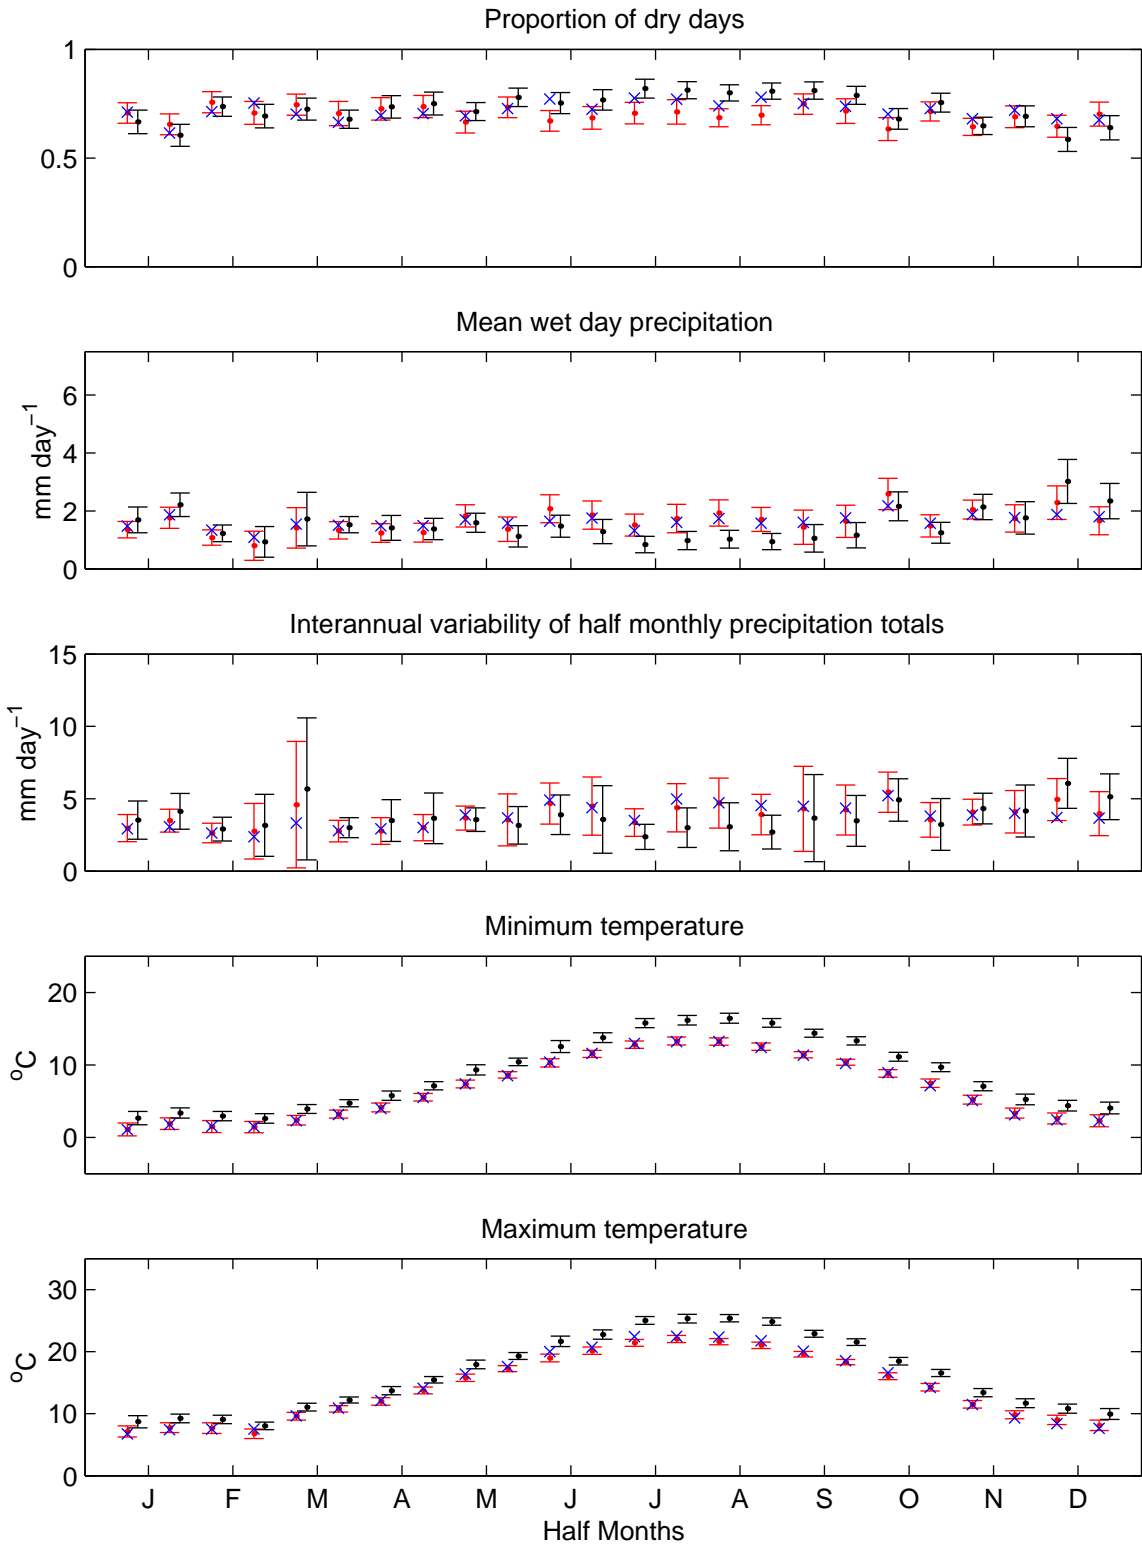 Proportion of dry days
1
0.5
0
Mean wet day precipitation
mm day⁻¹
6
4
2
0
Interannual variability of half monthly precipitation totals
mm day⁻¹
15
10
5
0
Minimum temperature
°C
20
10
0
Maximum temperature
°C
30
20
10
0
J F M A M J J A S O N D
Half Months